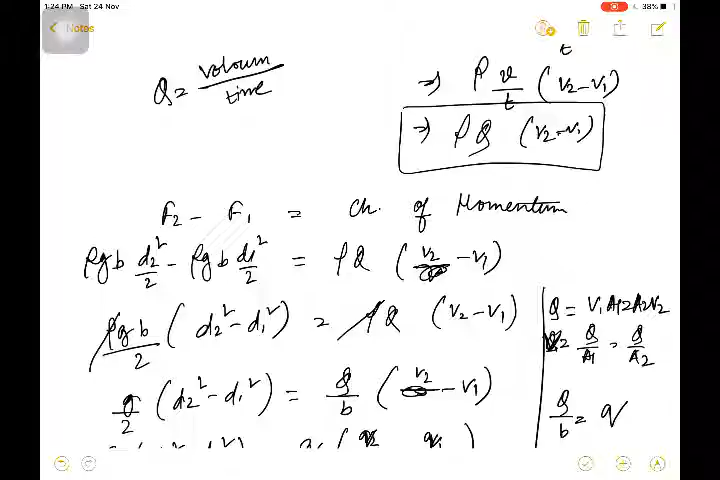 1:24 PM Sat 24 Nov
38%
Notes
t
Q = voloum / time
=> ρ v/t (v2 - v1)
=> ρ Q (v2 - v1)
F2 - F1 = Ch. of Momentum
ρgb d2²/2 - ρgb d1²/2 = ρQ (v2 - v1)
ρgb/2 (d2² - d1²) = ρQ (v2 - v1)
Q = V1A1 = A2V2
= Q/A1 = Q/A2
g/2 (d2² - d1²) = Q/b (v2 - v1)
Q/b = q